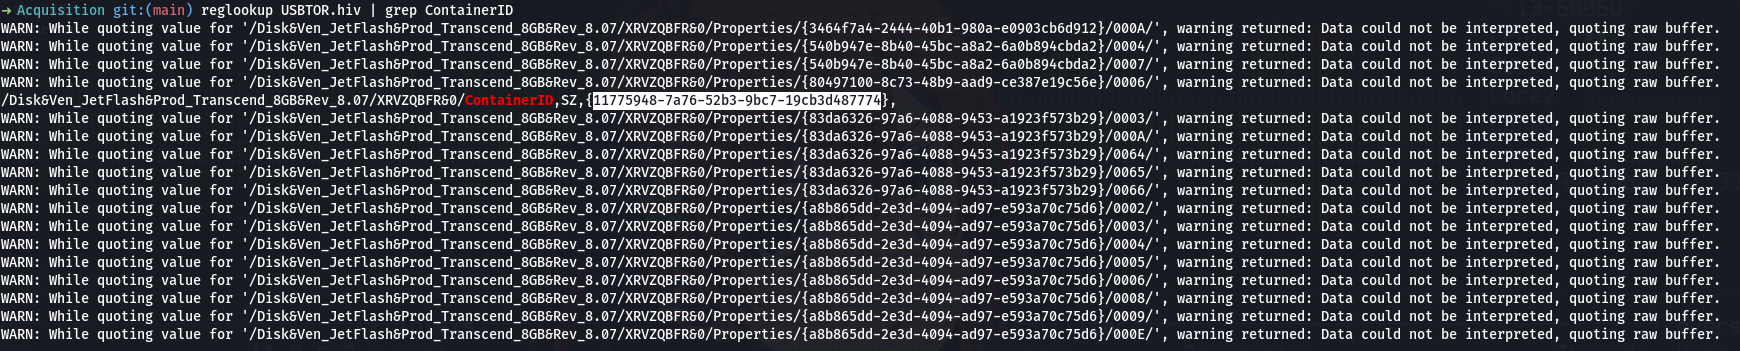 → Acquisition git:(main) reglookup USBTOR.hiv | grep ContainerID
WARN: While quoting value for '/Disk&Ven_JetFlash&Prod_Transcend_8GB&Rev_8.07/XRVZQBFR&0/Properties/{3464f7a4-2444-40b1-980a-e0903cb6d912}/000A/', warning returned: Data could not be interpreted, quoting raw buffer.
WARN: While quoting value for '/Disk&Ven_JetFlash&Prod_Transcend_8GB&Rev_8.07/XRVZQBFR&0/Properties/{540b947e-8b40-45bc-a8a2-6a0b894cbda2}/0004/', warning returned: Data could not be interpreted, quoting raw buffer.
WARN: While quoting value for '/Disk&Ven_JetFlash&Prod_Transcend_8GB&Rev_8.07/XRVZQBFR&0/Properties/{540b947e-8b40-45bc-a8a2-6a0b894cbda2}/0007/', warning returned: Data could not be interpreted, quoting raw buffer.
WARN: While quoting value for '/Disk&Ven_JetFlash&Prod_Transcend_8GB&Rev_8.07/XRVZQBFR&0/Properties/{80497100-8c73-48b9-aad9-ce387e19c56e}/0006/', warning returned: Data could not be interpreted, quoting raw buffer.
/Disk&Ven_JetFlash&Prod_Transcend_8GB&Rev_8.07/XRVZQBFR&0/ContainerID,SZ,{11775948-7a76-52b3-9bc7-19cb3d487774},
WARN: While quoting value for '/Disk&Ven_JetFlash&Prod_Transcend_8GB&Rev_8.07/XRVZQBFR&0/Properties/{83da6326-97a6-4088-9453-a1923f573b29}/0003/', warning returned: Data could not be interpreted, quoting raw buffer.
WARN: While quoting value for '/Disk&Ven_JetFlash&Prod_Transcend_8GB&Rev_8.07/XRVZQBFR&0/Properties/{83da6326-97a6-4088-9453-a1923f573b29}/000A/', warning returned: Data could not be interpreted, quoting raw buffer.
WARN: While quoting value for '/Disk&Ven_JetFlash&Prod_Transcend_8GB&Rev_8.07/XRVZQBFR&0/Properties/{83da6326-97a6-4088-9453-a1923f573b29}/0064/', warning returned: Data could not be interpreted, quoting raw buffer.
WARN: While quoting value for '/Disk&Ven_JetFlash&Prod_Transcend_8GB&Rev_8.07/XRVZQBFR&0/Properties/{83da6326-97a6-4088-9453-a1923f573b29}/0065/', warning returned: Data could not be interpreted, quoting raw buffer.
WARN: While quoting value for '/Disk&Ven_JetFlash&Prod_Transcend_8GB&Rev_8.07/XRVZQBFR&0/Properties/{83da6326-97a6-4088-9453-a1923f573b29}/0066/', warning returned: Data could not be interpreted, quoting raw buffer.
WARN: While quoting value for '/Disk&Ven_JetFlash&Prod_Transcend_8GB&Rev_8.07/XRVZQBFR&0/Properties/{a8b865dd-2e3d-4094-ad97-e593a70c75d6}/0002/', warning returned: Data could not be interpreted, quoting raw buffer.
WARN: While quoting value for '/Disk&Ven_JetFlash&Prod_Transcend_8GB&Rev_8.07/XRVZQBFR&0/Properties/{a8b865dd-2e3d-4094-ad97-e593a70c75d6}/0003/', warning returned: Data could not be interpreted, quoting raw buffer.
WARN: While quoting value for '/Disk&Ven_JetFlash&Prod_Transcend_8GB&Rev_8.07/XRVZQBFR&0/Properties/{a8b865dd-2e3d-4094-ad97-e593a70c75d6}/0004/', warning returned: Data could not be interpreted, quoting raw buffer.
WARN: While quoting value for '/Disk&Ven_JetFlash&Prod_Transcend_8GB&Rev_8.07/XRVZQBFR&0/Properties/{a8b865dd-2e3d-4094-ad97-e593a70c75d6}/0005/', warning returned: Data could not be interpreted, quoting raw buffer.
WARN: While quoting value for '/Disk&Ven_JetFlash&Prod_Transcend_8GB&Rev_8.07/XRVZQBFR&0/Properties/{a8b865dd-2e3d-4094-ad97-e593a70c75d6}/0006/', warning returned: Data could not be interpreted, quoting raw buffer.
WARN: While quoting value for '/Disk&Ven_JetFlash&Prod_Transcend_8GB&Rev_8.07/XRVZQBFR&0/Properties/{a8b865dd-2e3d-4094-ad97-e593a70c75d6}/0008/', warning returned: Data could not be interpreted, quoting raw buffer.
WARN: While quoting value for '/Disk&Ven_JetFlash&Prod_Transcend_8GB&Rev_8.07/XRVZQBFR&0/Properties/{a8b865dd-2e3d-4094-ad97-e593a70c75d6}/0009/', warning returned: Data could not be interpreted, quoting raw buffer.
WARN: While quoting value for '/Disk&Ven_JetFlash&Prod_Transcend_8GB&Rev_8.07/XRVZQBFR&0/Properties/{a8b865dd-2e3d-4094-ad97-e593a70c75d6}/000E/', warning returned: Data could not be interpreted, quoting raw buffer.